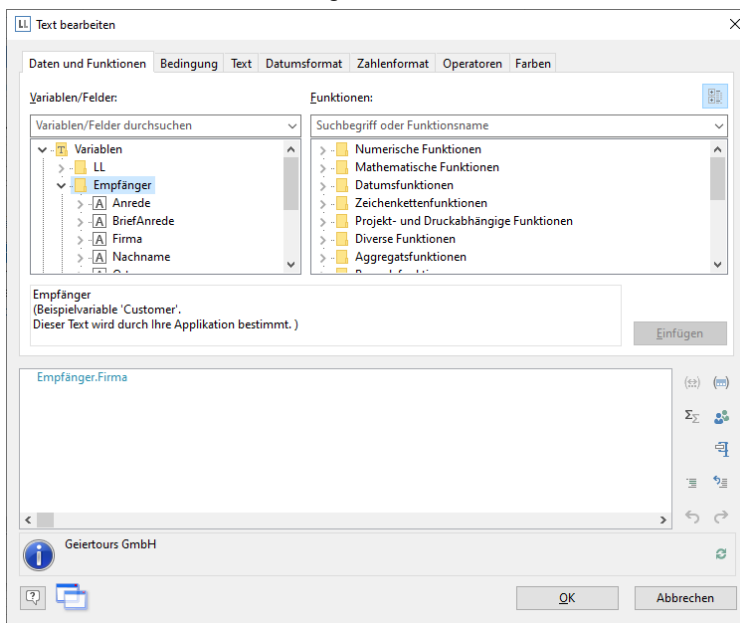 LL Text bearbeiten
Daten und Funktionen Bedingung Text Datumsformat Zahlenformat Operatoren Farben
Variablen/Felder:
Funktionen:
Variablen/Felder durchsuchen
Suchbegriff oder Funktionsname
Variablen
LL
Empfänger
Anrede
BriefAnrede
Firma
Nachname
Numerische Funktionen
Mathematische Funktionen
Datumsfunktionen
Zeichenkettenfunktionen
Projekt- und Druckabhängige Funktionen
Diverse Funktionen
Aggregatsfunktionen
Empfänger
(Beispielvariable 'Customer'.
Dieser Text wird durch Ihre Applikation bestimmt. )
Einfügen
Empfänger.Firma
Geiertours GmbH
OK Abbrechen